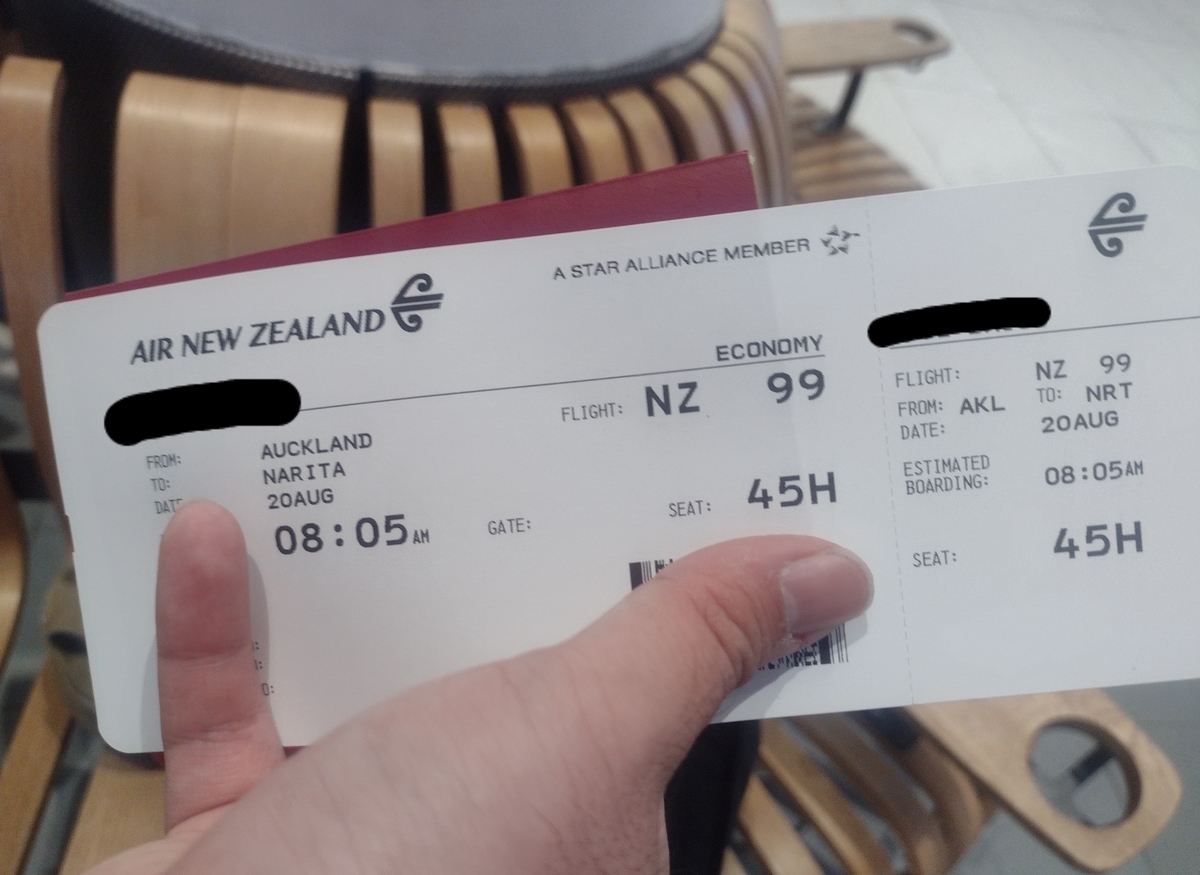 A STAR ALLIANCE MEMBER
AIR NEW ZEALAND
ECONOMY
FLIGHT: NZ 99
FROM: AUCKLAND
TO: NARITA
DATE 20AUG
08:05AM
GATE:
SEAT: 45H
FLIGHT: NZ 99
FROM: AKL TO: NRT
DATE: 20AUG
ESTIMATED
BOARDING: 08:05AM
SEAT: 45H